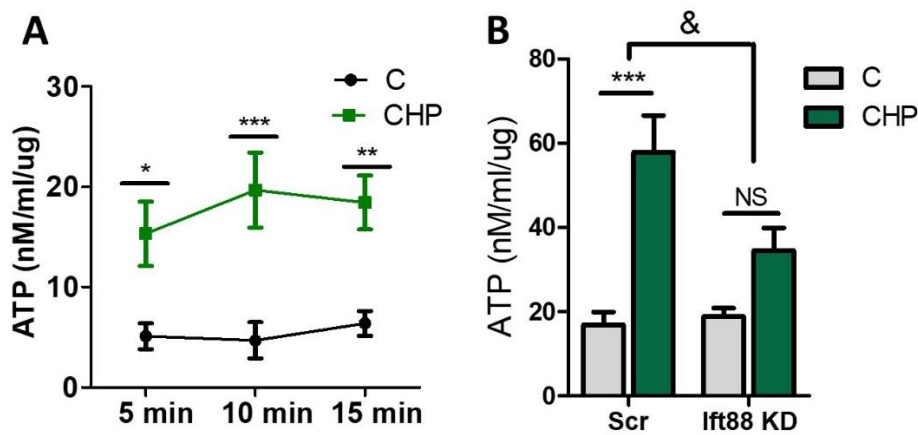 A
ATP (nM/ml/ug)
30
20
10
0
C
CHP
*
***
**
5 min 10 min 15 min
B
ATP (nM/ml/ug)
80
60
40
20
0
&
***
NS
C
CHP
Scr Ift88 KD